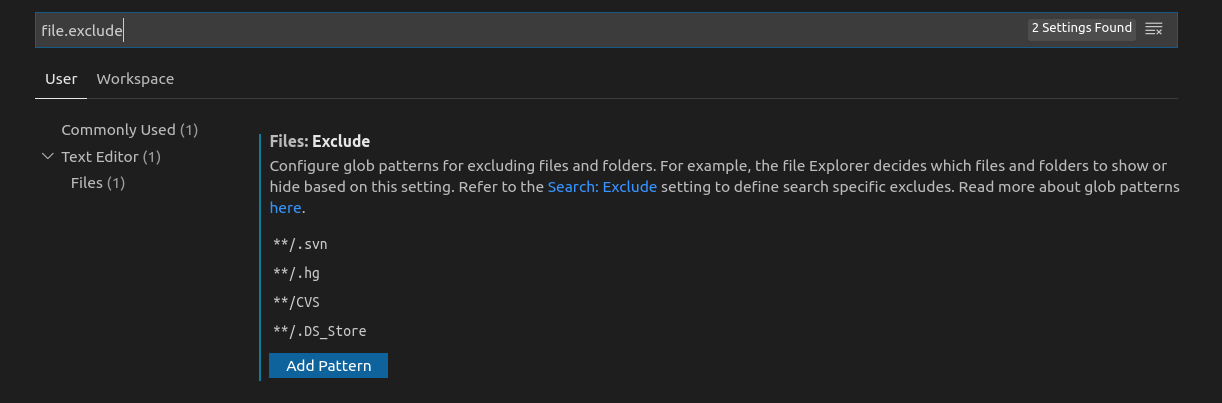 file.exclude
2 Settings Found
User Workspace
Commonly Used (1)
Text Editor (1)
Files (1)
Files: Exclude
Configure glob patterns for excluding files and folders. For example, the file Explorer decides which files and folders to show or
hide based on this setting. Refer to the Search: Exclude setting to define search specific excludes. Read more about glob patterns
here.
**/.svn
**/.hg
**/CVS
**/.DS_Store
Add Pattern